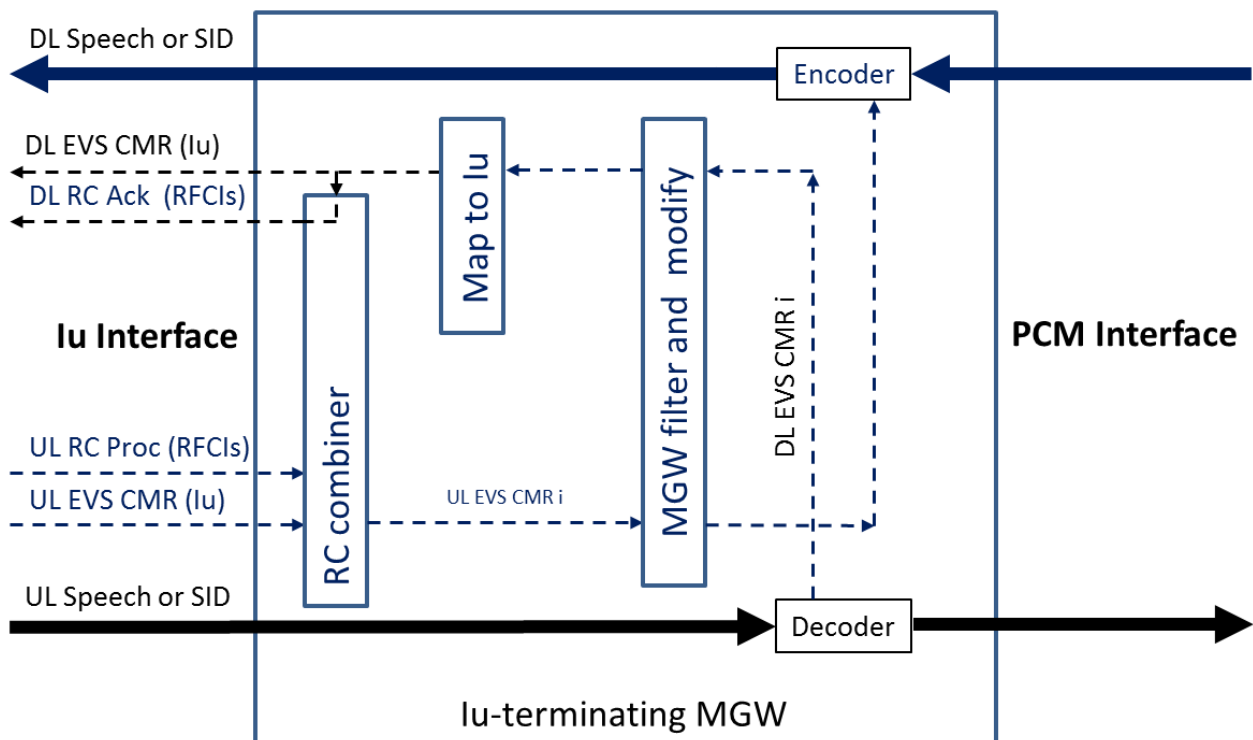 DL Speech or SID
Encoder
DL EVS CMR (Iu)
DL RC Ack (RFCIs)
Map to Iu
MGW filter and modify
DL EVS CMR i
Iu Interface
PCM Interface
RC combiner
UL RC Proc (RFCIs)
UL EVS CMR (Iu)
UL EVS CMR i
UL Speech or SID
Decoder
Iu-terminating MGW